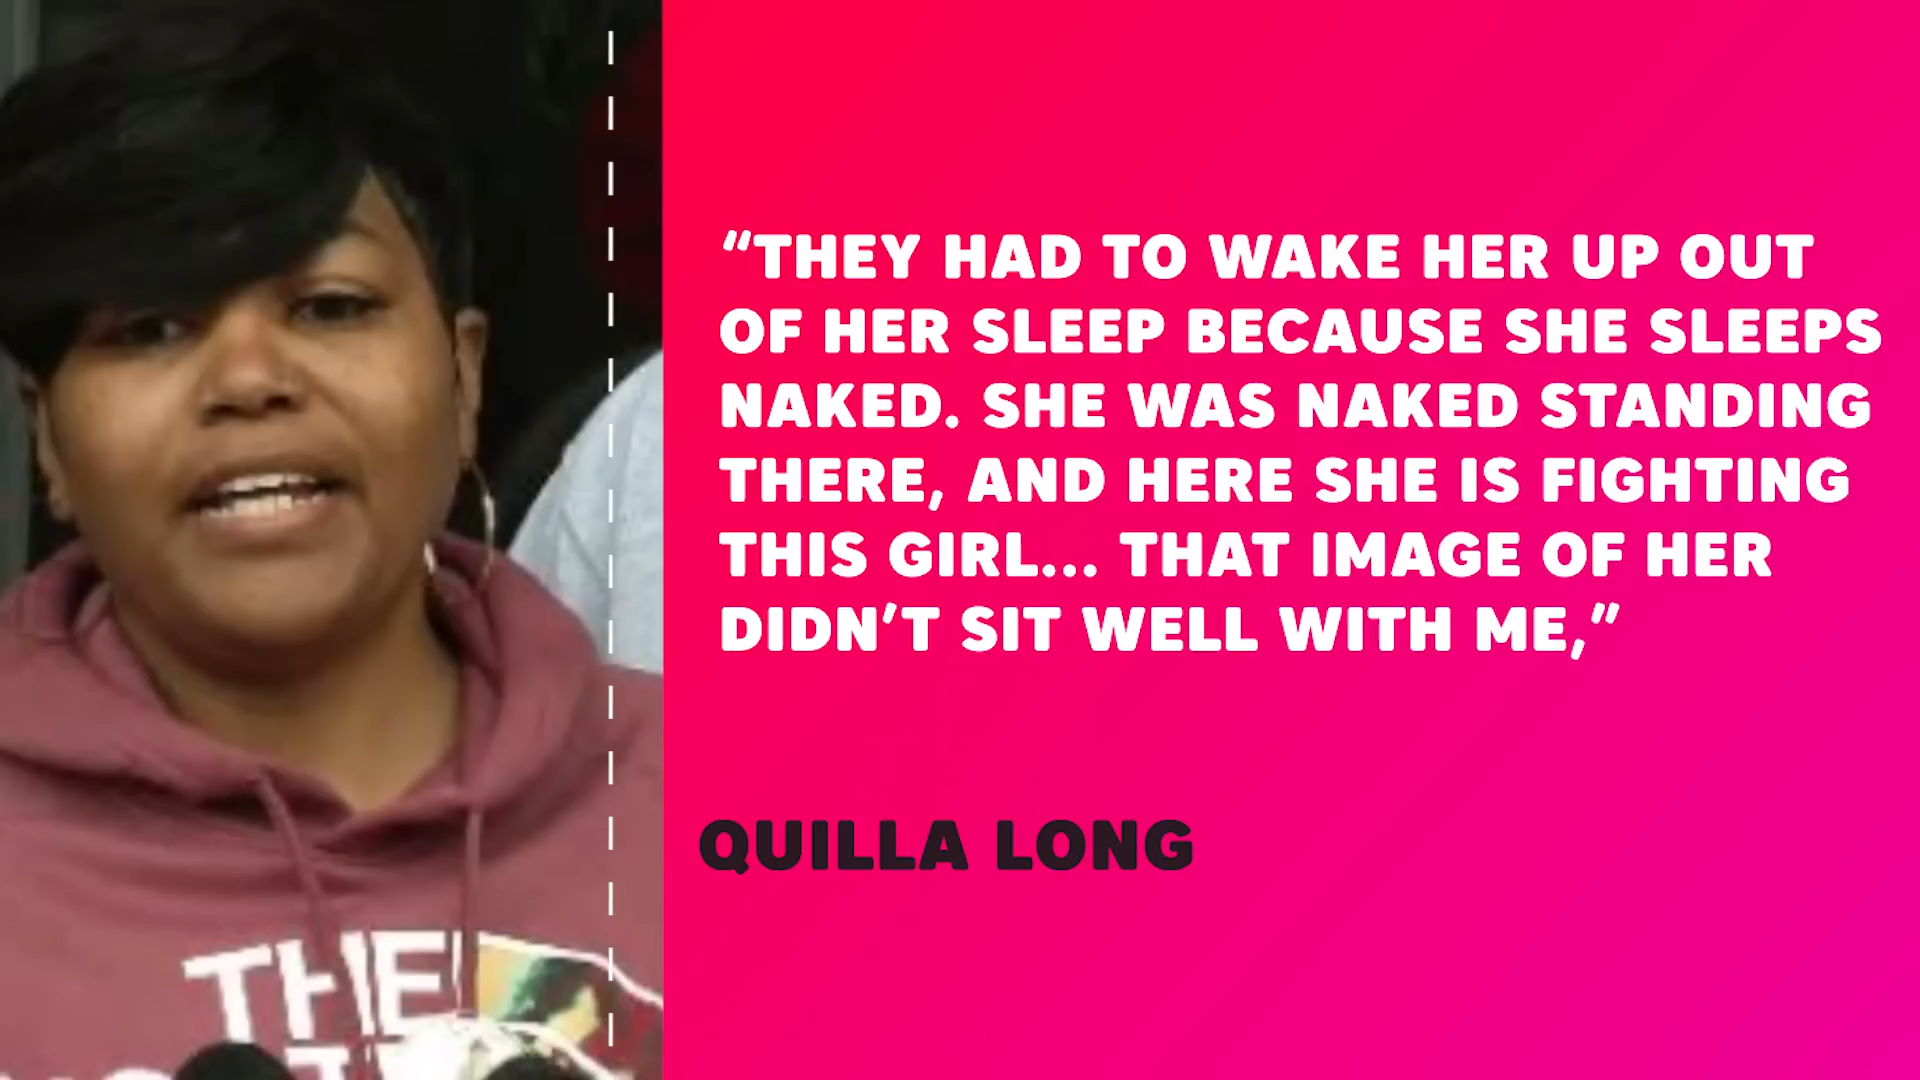 “THEY HAD TO WAKE HER UP OUT
OF HER SLEEP BECAUSE SHE SLEEPS
NAKED. SHE WAS NAKED STANDING
THERE, AND HERE SHE IS FIGHTING
THIS GIRL... THAT IMAGE OF HER
DIDN’T SIT WELL WITH ME,”
QUILLA LONG
THE